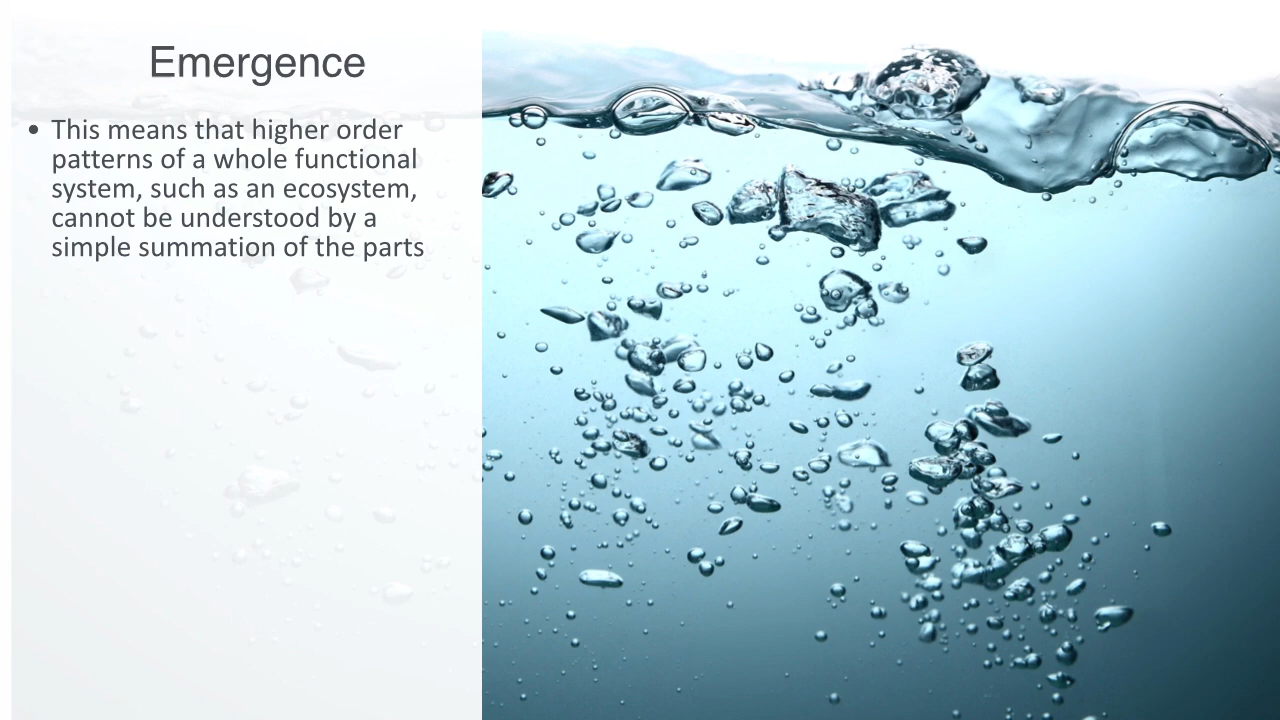 Emergence
• This means that higher order
patterns of a whole functional
system, such as an ecosystem,
cannot be understood by a
simple summation of the parts